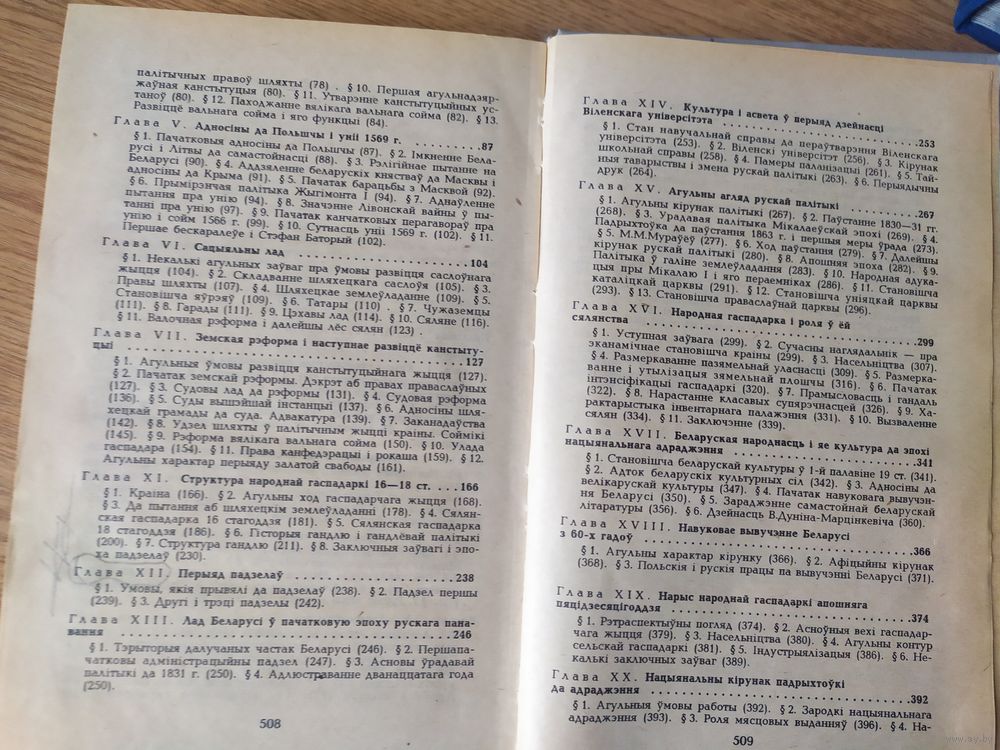 палітычных правоў шляхты (78) . § 10. Першая агульнадзяр-
жаўная канстытуцыя (80). § 11. Утварэнне канстытуцыйных ус-
таноў (80). § 12. Паходжанне вялікага вальнага сойма (82). § 13.
Развіццё вальнага сойма і яго функцыі (84).
Глава V. Адносіны да Польшчы і уніі 1569 г. . . . . . . . . . .87
§ 1. Пачатковыя адносіны да Польшчы (87). § 2. Імкненне Бела-
русі і Літвы да самастойнасці (88). § 3. Рэлігійнае пытанне на
Беларусі (90). § 4. Аддзяленне беларускіх княстваў да Масквы і
адносіны да Крыма (91). § 5. Пачатак барацьбы з Масквой (92).
§ 6. Прымірэнчая палітыка Жыгімонта I (94). § 7. Аднаўленне
пытання пра унію (94). § 8. Значэнне Лівонскай вайны ў пы-
танні пра унію (97). § 9. Пачатак канчатковых перагавораў пра
унію і сойм 1566 г. (99). § 10. Сутнасць уніі 1569 г. (102). § 11.
Першае бескаралеўе і Стэфан Баторый (102).
Глава VI. Сацыяльны лад . . . . . . . . . . . . . . . . . . . .104
§ 1. Некалькі агульных заўваг пра ўмовы развіцця саслоўнага
жыцця (104). § 2. Складванне шляхецкага саслоўя (105). § 3.
Правы шляхты (107). § 4. Шляхецкае землеўладанне (109). § 5.
Становішча яўрэяў (109). § 6. Татары (110) . § 7. Чужаземцы
(111). § 8. Гарады (111). § 9. Цэхавы лад (114). § 10. Сяляне (116).
§ 11. Валочная рэформа і далейшы лёс сялян (123) .
Глава VII. Земская рэформа і наступнае развіццё канстыту-
цыі . . . . . . . . . . . . . . . . . . . . . . . . . . . . . . 127
§ 1. Агульныя ўмовы развіцця канстытуцыйнага жыцця (127).
§ 2. Пачатак земскай рэформы. Дэкрэт аб правах праваслаўных
(127). § 3. Судовы лад да рэформы (131). § 4. Судовая рэформа
(136). § 5. Суды вышэйшай інстанцыі (137). § 6. Адносіны шля-
хецкай грамады да суда. Адвакатура (139). § 7. Заканадаўства
(142). § 8. Удзел шляхты ў палітычным жыцці краіны. Соймікі
(145). § 9. Рэформа вялікага вальнага сойма (150). § 10. Улада
гаспадара (154). § 11. Права канфедэрацыі і рокаша (159). § 12.
Агульны характар перыяду залатой свабоды (161).
Глава XI. Структура народнай гаспадаркі 16—18 ст. . . . .166
§ 1. Краіна (166). § 2. Агульны ход гаспадарчага жыцця (168).
§ 3. Да пытання аб шляхецкім землеўладанні (178). § 4. Сялян-
ская гаспадарка 16 стагоддзя (181). § 5. Сялянская гаспадарка
18 стагоддзя (186). § 6. Гісторыя гандлю і гандлёвай палітыкі
(200). § 7. Структура гандлю (211). § 8. Заключныя заўвагі і эпо-
ха падзелаў (230).
Глава XII. Перыяд падзелаў . . . . . . . . . . . . . . . . . 238
§ 1. Умовы, якія прывялі да падзелаў (238). § 2. Падзел першы
(239). § 3. Другі і трэці падзелы (242).
Глава XIII. Лад Беларусі ў пачатковую эпоху рускага пана-
вання . . . . . . . . . . . . . . . . . . . . . . . . . . . . . 246
§ 1. Тэрыторыя далучаных частак Беларусі (246). § 2. Першапа-
чатковы адміністрацыйны падзел (247). § 3. Асновы ўрадавай
палітыкі да 1831 г. (250). § 4. Адлюстраванне дванаццатага года
(250).
508
Глава XIV. Культура і асвета ў перыяд дзейнасці
Віленскага універсітэта . . . . . . . . . . . . . . . . . . . .253
§ 1. Стан навучальнай справы да пераўтварэння Віленскага
універсітэта (253). § 2. Віленскі універсітэт (256). § 3. Кірунак
школьнай справы (258). § 4. Памеры паланізацыі (261). § 5. Тай-
ныя таварыствы і змена рускай палітыкі (263). § 6. Перыядычны
друк (264).
Глава XV. Агульны агляд рускай палітыкі . . . . . . . . . .267
§ 1. Агульны кірунак палітыкі (267). § 2. Паўстанне 1830—31 гг.
(268). § 3. Урадавая палітыка Мікалаеўскай эпохі (269). § 4.
Падрыхтоўка да паўстання 1863 г. і першыя меры ўрада (273).
§ 5. М.М.Мураўёў (277). § 6. Ход паўстання (279). § 7. Далейшы
кірунак рускай палітыкі (280). § 8. Апошняя эпоха (282). § 9.
Палітыка ў галіне землеўладання (283). § 10. Народная адука-
цыя пры Мікалаю I і яго пераемніках (286). § 11. Становішча
каталіцкай царквы (291). § 12. Становішча уніяцкай царквы
(293). § 13. Становішча праваслаўнай царквы (296).
Глава XVI. Народная гаспадарка і роля ў ёй
сялянства . . . . . . . . . . . . . . . . . . . . . . . . . . .299
§ 1. Уступная заўвага (299). § 2. Сучасны наглядальнік — пра
эканамічнае становішча краіны (299). § 3. Насельніцтва (307).
§ 4. Размеркаванне пазямельнай уласнасці (309). § 5. Размерка-
ванне і утылізацыя зямельнай плошчы (316). § 6. Пачатак
інтэнсіфікацыі гаспадаркі (320). § 7. Прамысловасць і гандаль
(322). § 8. Нарастанне класавых супярэчнасцей (326). § 9. Ха-
рактарыстыка інвентарнага палажэння (331). § 10. Вызваленне
сялян (334). § 11. Заключэнне (339).
Глава XVII. Беларуская народнасць і яе культура да эпохі
нацыянальнага адраджэння . . . . . . . . . . . . . . . . . .341
§ 1. Становішча беларускай культуры ў 1-й палавіне 19 ст. (341).
§ 2. Адток беларускіх культурных сіл (342). § 3. Адносіны да
велікарускай культуры (347). § 4. Пачатак навуковага вывучэн-
ня Беларусі (350). § 5. Зараджэнне самастойнай беларускай
літаратуры (356). § 6. Дзейнасць В.Дуніна-Марцінкевіча (360).
Глава XVIII. Навуковае вывучэнне Беларусі
з 60-х гадоў . . . . . . . . . . . . . . . . . . . . . . . . .366
§ 1. Агульны характар кірунку (366). § 2. Афіцыйны кірунак
(368). § 3. Польскія і рускія працы па вывучэнні Беларусі (371).
Глава XIX. Нарыс народнай гаспадаркі апошняга
пяцідзесяцігоддзя . . . . . . . . . . . . . . . . . . . . . . .374
§ 1. Рэтраспектыўны погляд (374). § 2. Асноўныя вехі гаспадар-
чага жыцця (379). § 3. Насельніцтва (380). § 4. Агульны контур
сельскай гаспадаркі (381). § 5. Індустрыялізацыя (386). § 6. Не-
калькі заключных заўваг (389).
Глава XX. Нацыянальны кірунак падрыхтоўкі
да адраджэння . . . . . . . . . . . . . . . . . . . . . . . . .392
§ 1. Агульныя ўмовы работы (392). § 2. Зародкі нацыянальнага
адраджэння (393). § 3. Роля мясцовых выданняў (396). § 4. На-
509
www.ay.by